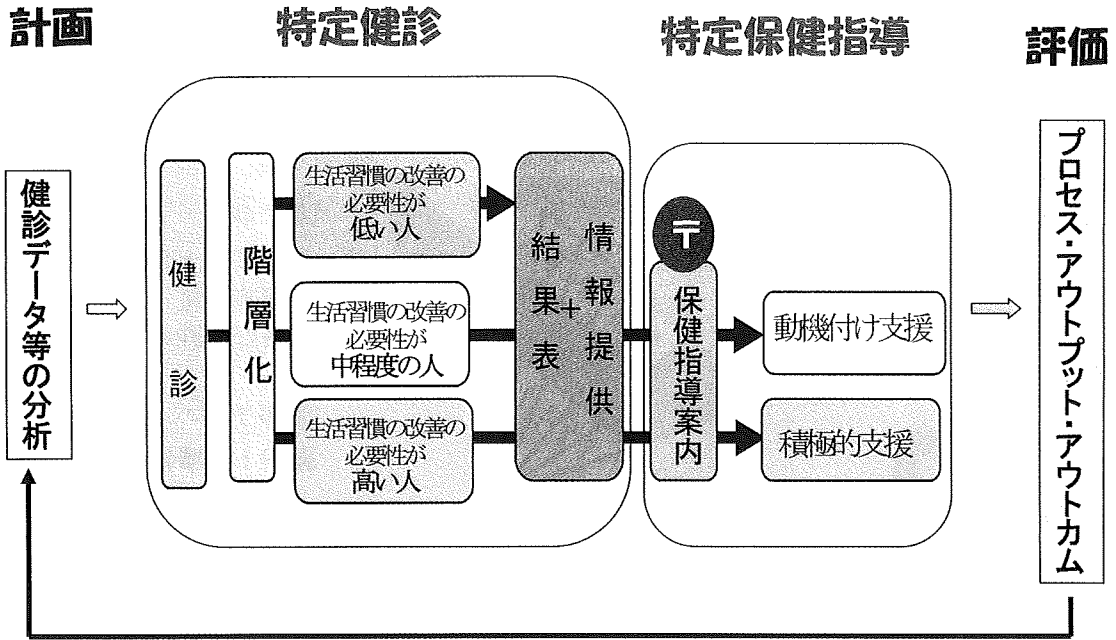 計画
特定健診
特定保健指導
評価
健診データ等の分析
健診
階層化
生活習慣の改善の
必要性が
低い人
生活習慣の改善の
必要性が
中程度の人
生活習慣の改善の
必要性が
高い人
情報提供
+
結果表
〒
保健指導案内
動機付け支援
積極的支援
プロセス・アウトプット・アウトカム